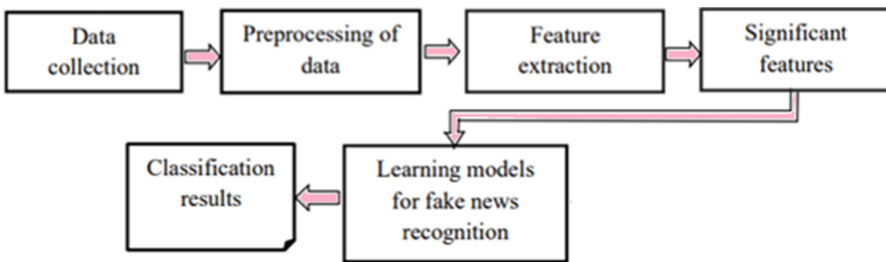 Data
collection
Preprocessing of
data
Feature
extraction
Significant
features
Learning models
for fake news
recognition
Classification
results